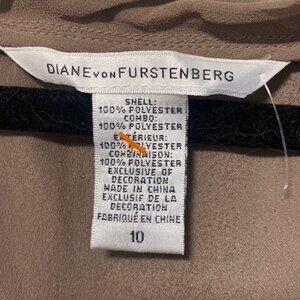 DIANE VON FURSTENBERG
SHELL:
100% POLYESTER
COMBO:
100% POLYESTER
EXTÉRIEUR:
100% POLYESTER
COMBINAISON:
100% POLYESTER
EXCLUSIVE OF
DECORATION
MADE IN CHINA
EXCLUSIF DE LA
DECORATION
FABRIQUÉ EN CHINE
10